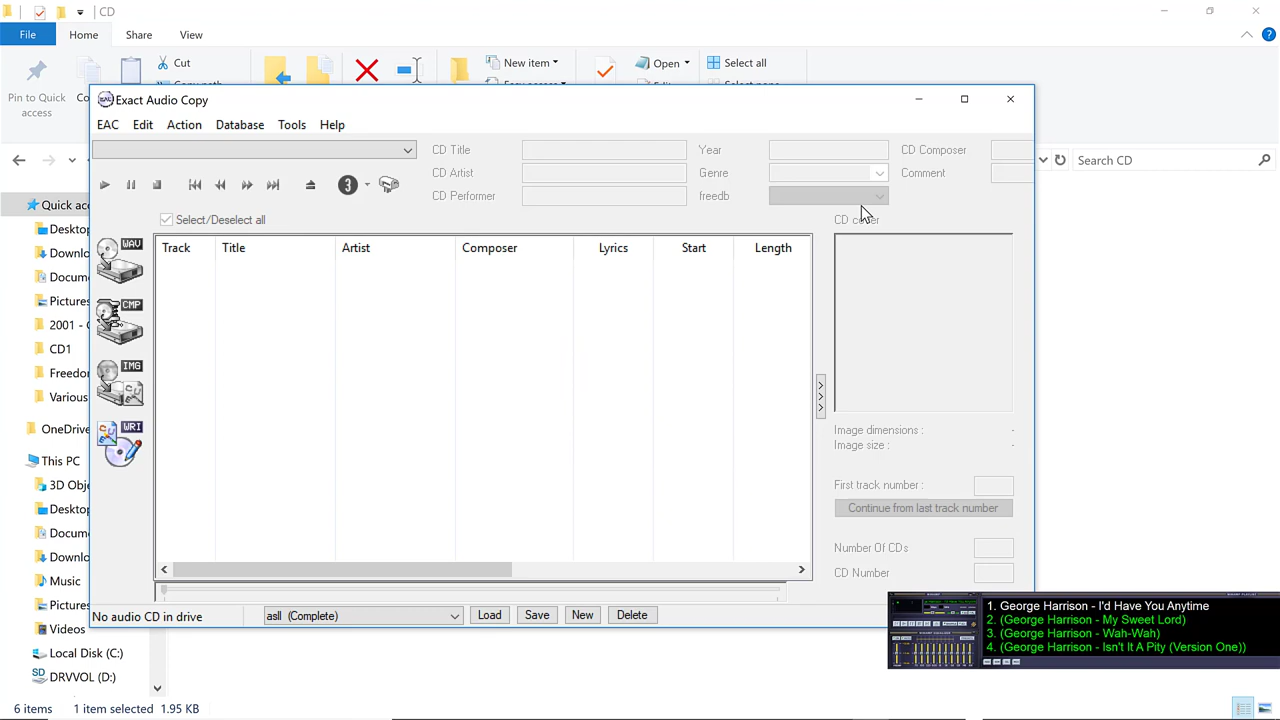 CD
File Home Share View
Cut New item Open Select all
Pin to Quick
access
Exact Audio Copy
EAC Edit Action Database Tools Help
CD Title Year CD Composer
CD Artist Genre Comment
CD Performer freedb
Search CD
3
Select/Deselect all
Track Title Artist Composer Lyrics Start Length
WAV
CMP
IMG
WRI
Image dimensions : -
Image size : -
First track number :
Continue from last track number
Number Of CDs
CD Number
No audio CD in drive asll (Complete) Load Save New Delete
Quick acc
Desktop
Downlo
Docum
Pictures
2001 -
CD1
Freedo
Various
OneDrive
This PC
3D Obje
Desktop
Docum
Downlo
Music
Pictures
Videos
Local Disk (C:)
DRVVOL (D:)
6 items 1 item selected 1.95 KB
1. George Harrison - I'd Have You Anytime
2. (George Harrison - My Sweet Lord)
3. (George Harrison - Wah-Wah)
4. (George Harrison - Isn't It A Pity (Version One))